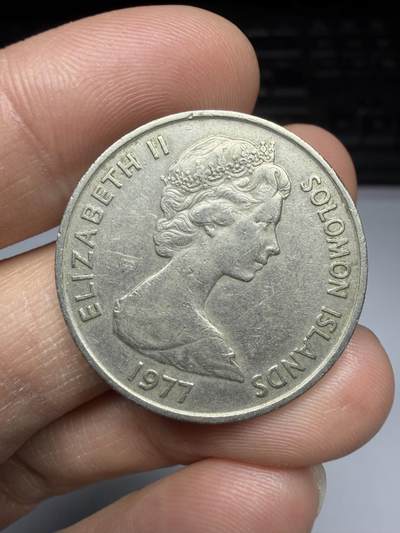 ELIZABETH II
SOLOMON ISLANDS
1977